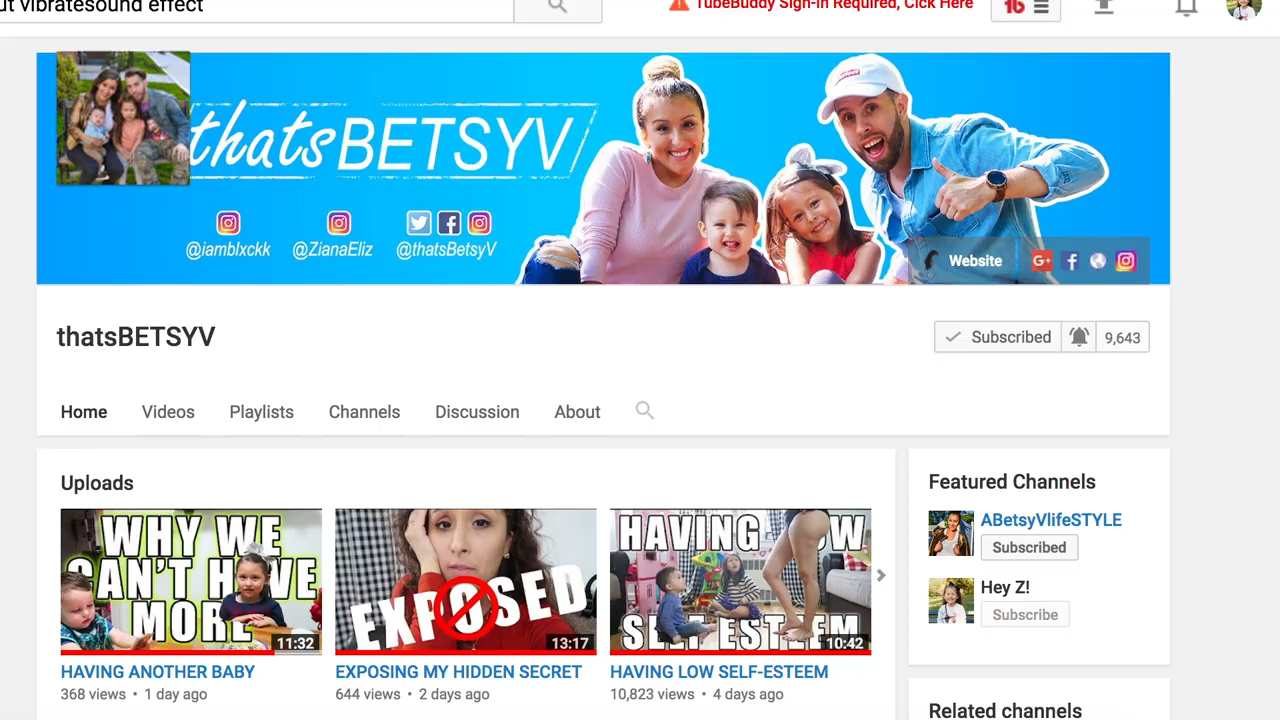 ut vibratesound effect
TubeBuddy Sign-in Required, Click Here
16
thatsBETSYV
@iamblxckk @ZianaEliz @thatsBetsyV
Website G+
thatsBETSYV
Subscribed 9,643
Home Videos Playlists Channels Discussion About
Uploads
WHY WE
CAN'T HAVE
MORE
11:32
EXPOSED
13:17
HAVING LOW
SELF ESTEEM
10:42
HAVING ANOTHER BABY
368 views • 1 day ago
EXPOSING MY HIDDEN SECRET
644 views • 2 days ago
HAVING LOW SELF-ESTEEM
10,823 views • 4 days ago
Featured Channels
ABetsyVlifeSTYLE
Subscribed
Hey Z!
Subscribe
Related channels